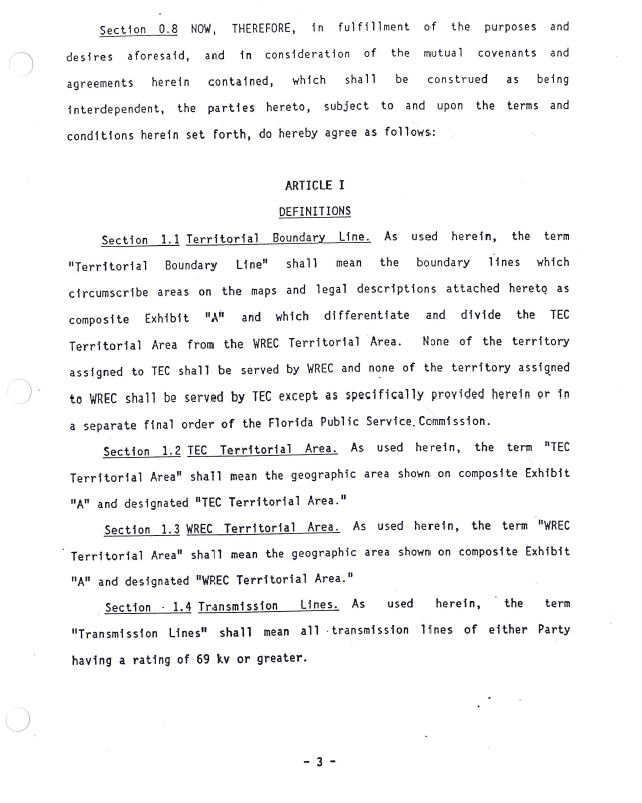 Section 0.8 NOW, THEREFORE, in fulfillment of the purposes and
desires aforesaid, and in consideration of the mutual covenants and
agreements herein contained, which shall be construed as being
interdependent, the parties hereto, subject to and upon the terms and
conditions herein set forth, do hereby agree as follows:
ARTICLE I
DEFINITIONS
Section 1.1 Territorial Boundary Line. As used herein, the term
"Territorial Boundary Line" shall mean the boundary lines which
circumscribe areas on the maps and legal descriptions attached hereto as
composite Exhibit "A" and which differentiate and divide the TEC
Territorial Area from the WREC Territorial Area. None of the territory
assigned to TEC shall be served by WREC and none of the territory assigned
to WREC shall be served by TEC except as specifically provided herein or in
a separate final order of the Florida Public Service Commission.
Section 1.2 TEC Territorial Area. As used herein, the term "TEC
Territorial Area" shall mean the geographic area shown on composite Exhibit
"A" and designated "TEC Territorial Area."
Section 1.3 WREC Territorial Area. As used herein, the term "WREC
Territorial Area" shall mean the geographic area shown on composite Exhibit
"A" and designated "WREC Territorial Area."
Section 1.4 Transmission Lines. As used herein, the term
"Transmission Lines" shall mean all transmission lines of either Party
having a rating of 69 kv or greater.
- 3 -